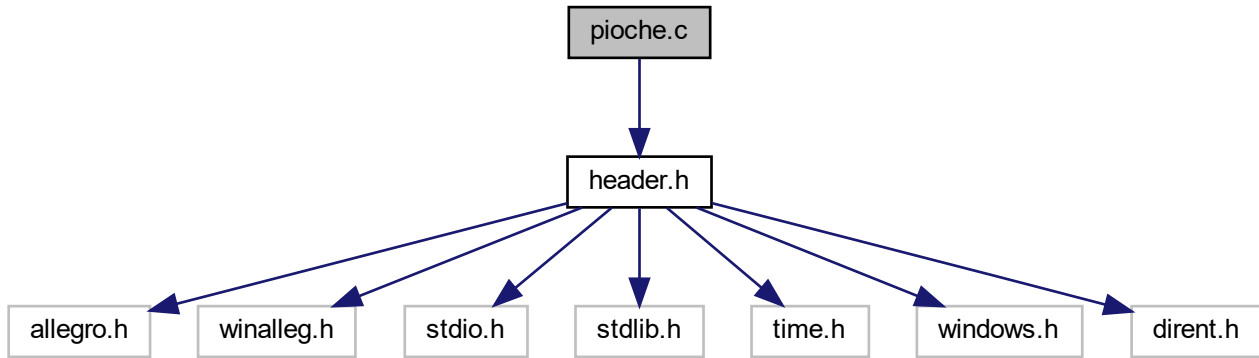 pioche.c
header.h
allegro.h
winalleg.h
stdio.h
stdlib.h
time.h
windows.h
dirent.h